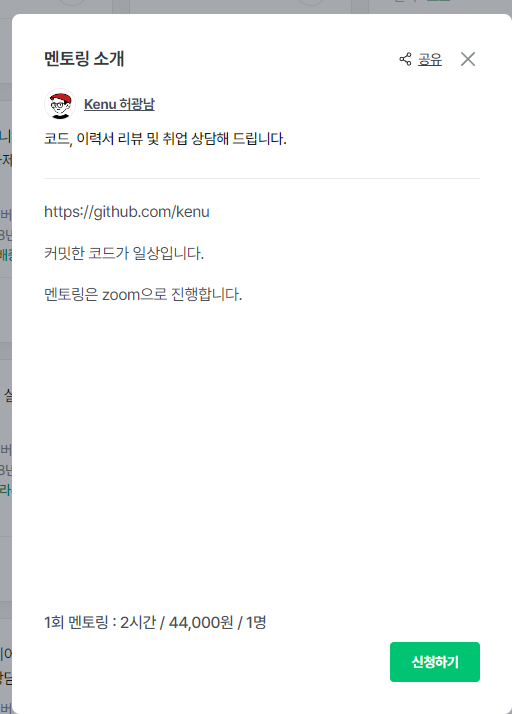 멘토링 소개
공유
Kenu 허광남
코드, 이력서 리뷰 및 취업 상담해 드립니다.
https://github.com/kenu
커밋한 코드가 일상입니다.
멘토링은 zoom으로 진행합니다.
1회 멘토링 : 2시간 / 44,000원 / 1명
신청하기